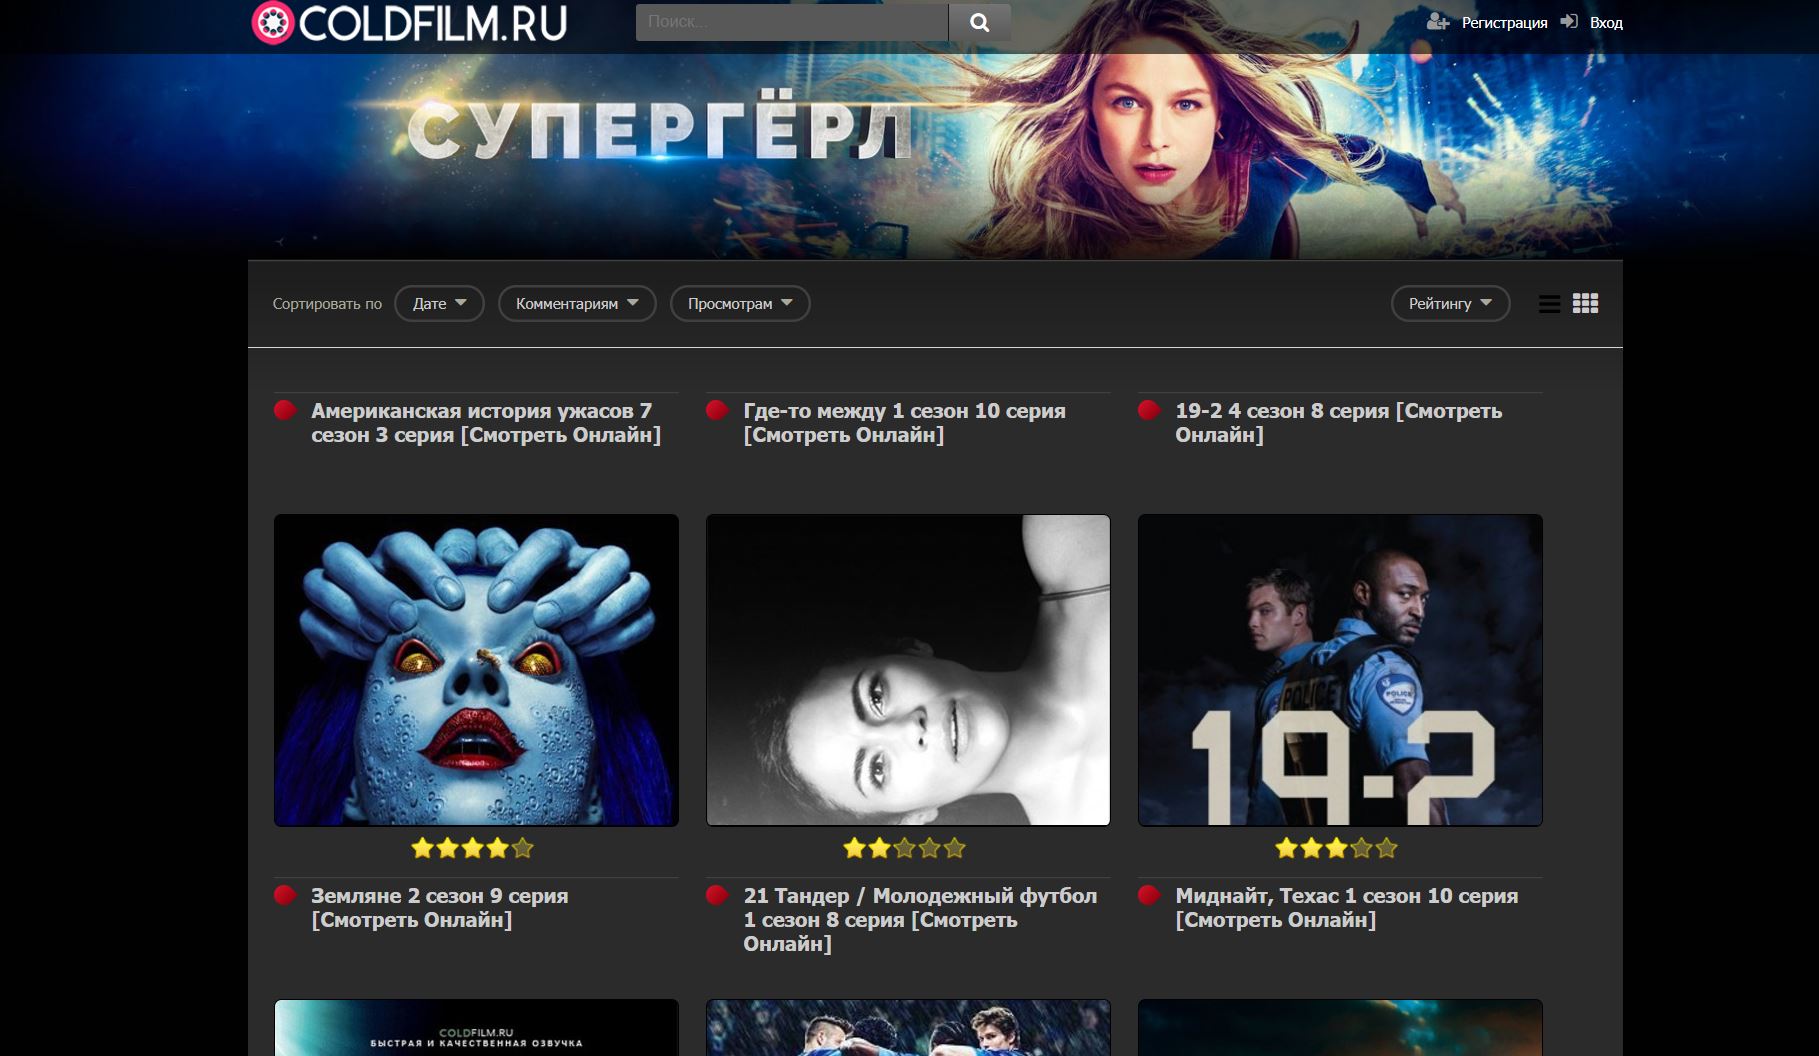 COLDFILM.RU
Поиск...
Регистрация
Вход
СУПЕРГЁРЛ
Сортировать по
Дате
Комментариям
Просмотрам
Рейтингу
Американская история ужасов 7
сезон 3 серия [Смотреть Онлайн]
Где-то между 1 сезон 10 серия
[Смотреть Онлайн]
19-2 4 сезон 8 серия [Смотреть
Онлайн]
POLICE
POLICE
19-2
Земляне 2 сезон 9 серия
[Смотреть Онлайн]
21 Тандер / Молодежный футбол
1 сезон 8 серия [Смотреть
Онлайн]
Миднайт, Техас 1 сезон 10 серия
[Смотреть Онлайн]
COLDFILM.RU
БЫСТРАЯ И КАЧЕСТВЕННАЯ ОЗВУЧКА